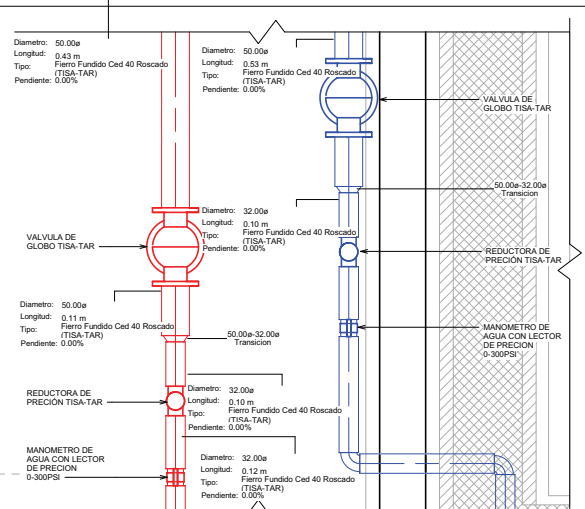 Diametro: 50.00ø
Longitud: 0.43 m
Tipo: Fierro Fundido Ced 40 Roscado
(TISA-TAR)
Pendiente: 0.00%
Diametro: 50.00ø
Longitud: 0.53 m
Tipo: Fierro Fundido Ced 40 Roscado
(TISA-TAR)
Pendiente: 0.00%
VALVULA DE
GLOBO TISA-TAR
50.00ø-32.00ø
Transicion
Diametro: 32.00ø
Longitud: 0.10 m
Tipo: Fierro Fundido Ced 40 Roscado
(TISA-TAR)
Pendiente: 0.00%
VALVULA DE
GLOBO TISA-TAR
REDUCTORA DE
PRECIÓN TISA-TAR
Diametro: 50.00ø
Longitud: 0.11 m
Tipo: Fierro Fundido Ced 40 Roscado
(TISA-TAR)
Pendiente: 0.00%
50.00ø-32.00ø
Transicion
MANOMETRO DE
AGUA CON LECTOR
DE PRECION
0-300PSI
REDUCTORA DE
PRECIÓN TISA-TAR
Diametro: 32.00ø
Longitud: 0.10 m
Tipo: Fierro Fundido Ced 40 Roscado
(TISA-TAR)
Pendiente: 0.00%
MANOMETRO DE
AGUA CON LECTOR
DE PRECION
0-300PSI
Diametro: 32.00ø
Longitud: 0.12 m
Tipo: Fierro Fundido Ced 40 Roscado
(TISA-TAR)
Pendiente: 0.00%